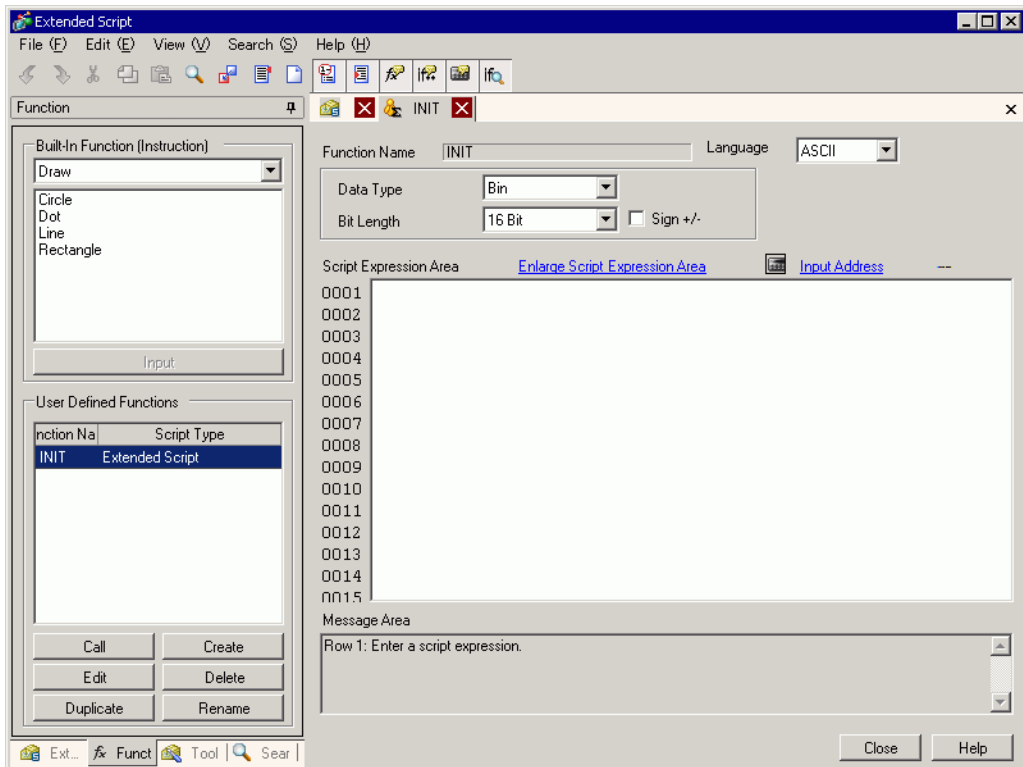 Extended Script
File (F) Edit (E) View (V) Search (S) Help (H)
Function
INIT
Built-In Function (Instruction)
Draw
Circle
Dot
Line
Rectangle
Input
User Defined Functions
nction Na Script Type
INIT Extended Script
Call Create
Edit Delete
Duplicate Rename
Ext... fx Funct Tool Sear
Function Name INIT Language ASCII
Data Type Bin
Bit Length 16 Bit Sign +/-
Script Expression Area Enlarge Script Expression Area Input Address ---
0001
0002
0003
0004
0005
0006
0007
0008
0009
0010
0011
0012
0013
0014
0015
Message Area
Row 1: Enter a script expression.
Close Help